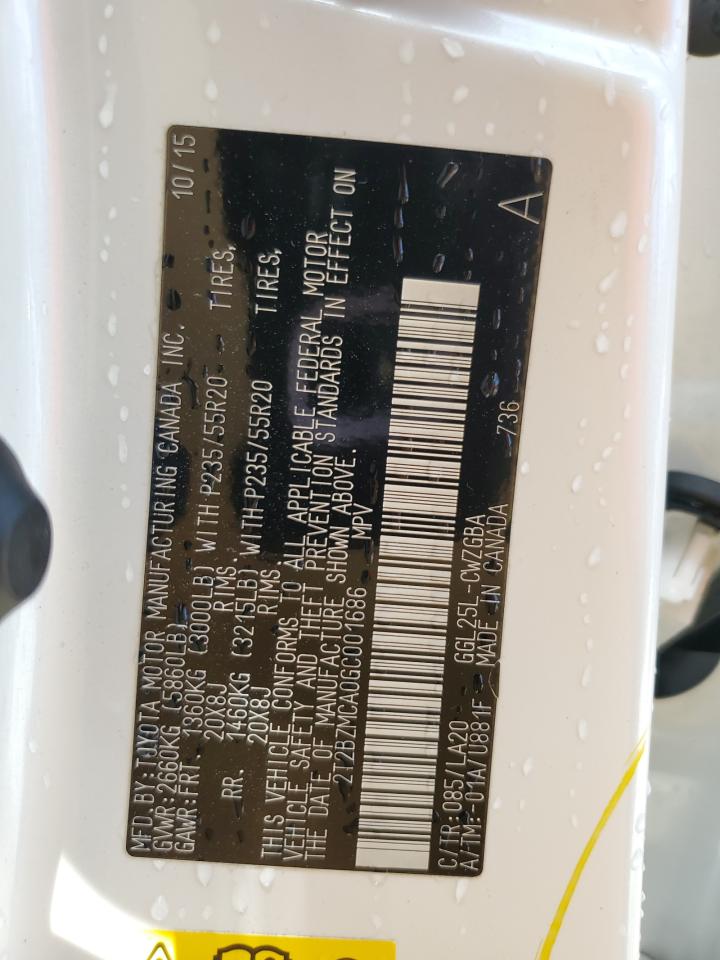 MFD.BY:TOYOTA MOTOR MANUFACTURING CANADA INC. 10/15
GVWR:2660KG (5860LB)
GAWR:FRT 1360KG (3000LB) WITH P235/55R20 TIRES,
20X8J RIMS
RR. 1460KG (3215LB) WITH P235/55R20 TIRES,
20X8J RIMS
THIS VEHICLE CONFORMS TO ALL APPLICABLE FEDERAL MOTOR
VEHICLE SAFETY AND THEFT PREVENTION STANDARDS IN EFFECT ON
THE DATE OF MANUFACTURE SHOWN ABOVE.
2T2BZMCA0GC001686 MPV
C/TR:085/LA20 GGL25L-CWZGBA 736 A
A/TM:-01A/U881F MADE IN CANADA